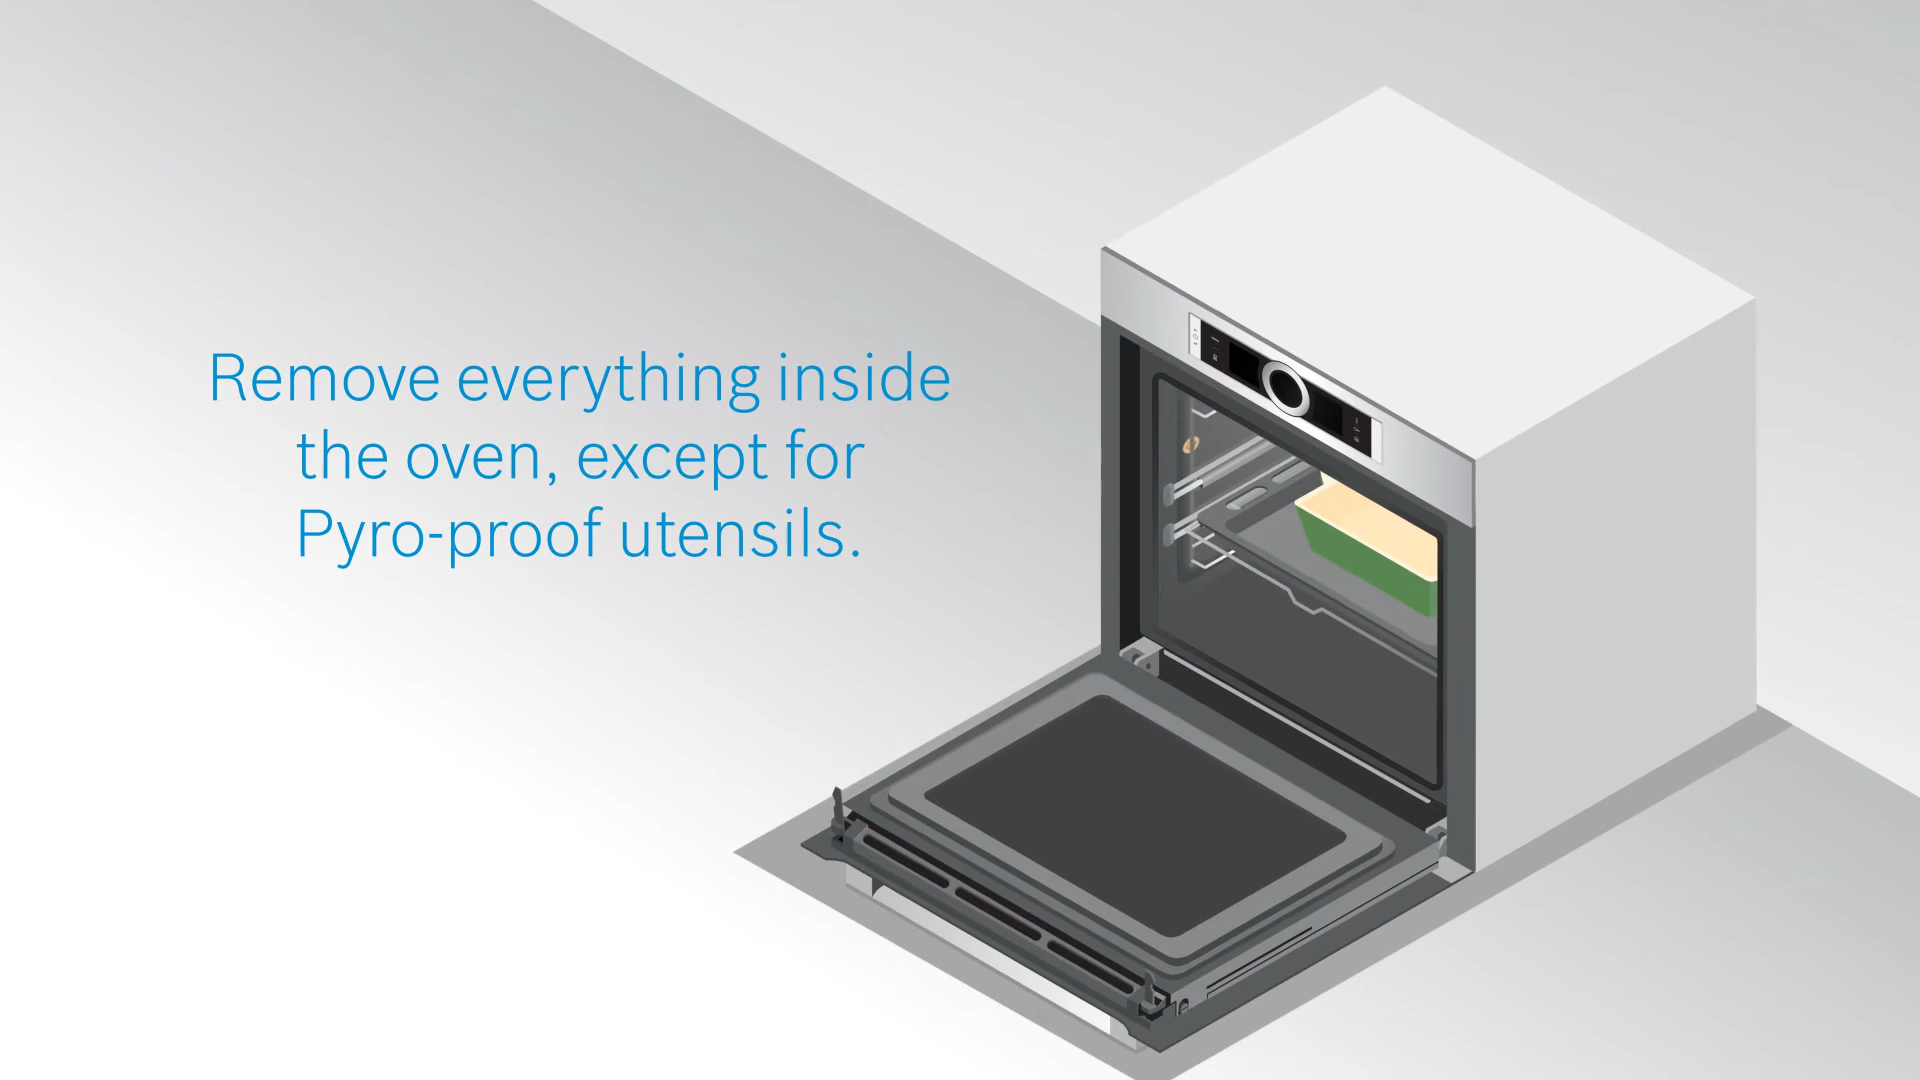 Remove everything inside
the oven, except for
Pyro-proof utensils.